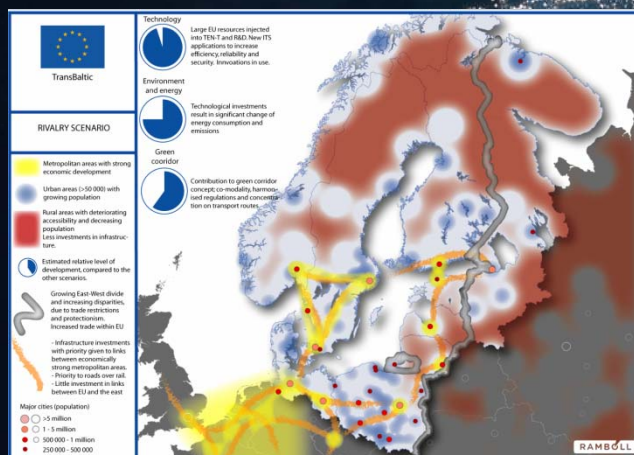 TransBaltic
RIVALRY SCENARIO
Metropolitan areas with strong
economic development
Urban areas (>50 000) with
growing population
Rural areas with deteriorating
accessibility and decreasing
population
Less investments in infrastruc-
ture.
Estimated relative level of
development, compared to the
other scenarios.
Growing East-West divide
and increasing disparities,
due to trade restrictions
and protectionism.
Increased trade within EU
- Infrastructure investments
with priority given to links
between economically
strong metropolitan areas.
- Priority to roads over rail.
- Little investment in links
between EU and the east
Major cities (population)
>5 million
1 - 5 million
500 000 - 1 million
250 000 - 500 000
Technology
Large EU resources injected
into TEN-T and R&D. New ITS
applications to increase
efficiency, reliability and
security. Innvoations in use.
Environment
and energy
Technological investments
result in significant change of
energy consumption and
emissions
Green
cooridor
Contribution to green corridor
concept: co-modality, harmo-
nised regulations and concentra-
tion on transport routes.
RAMBOLL